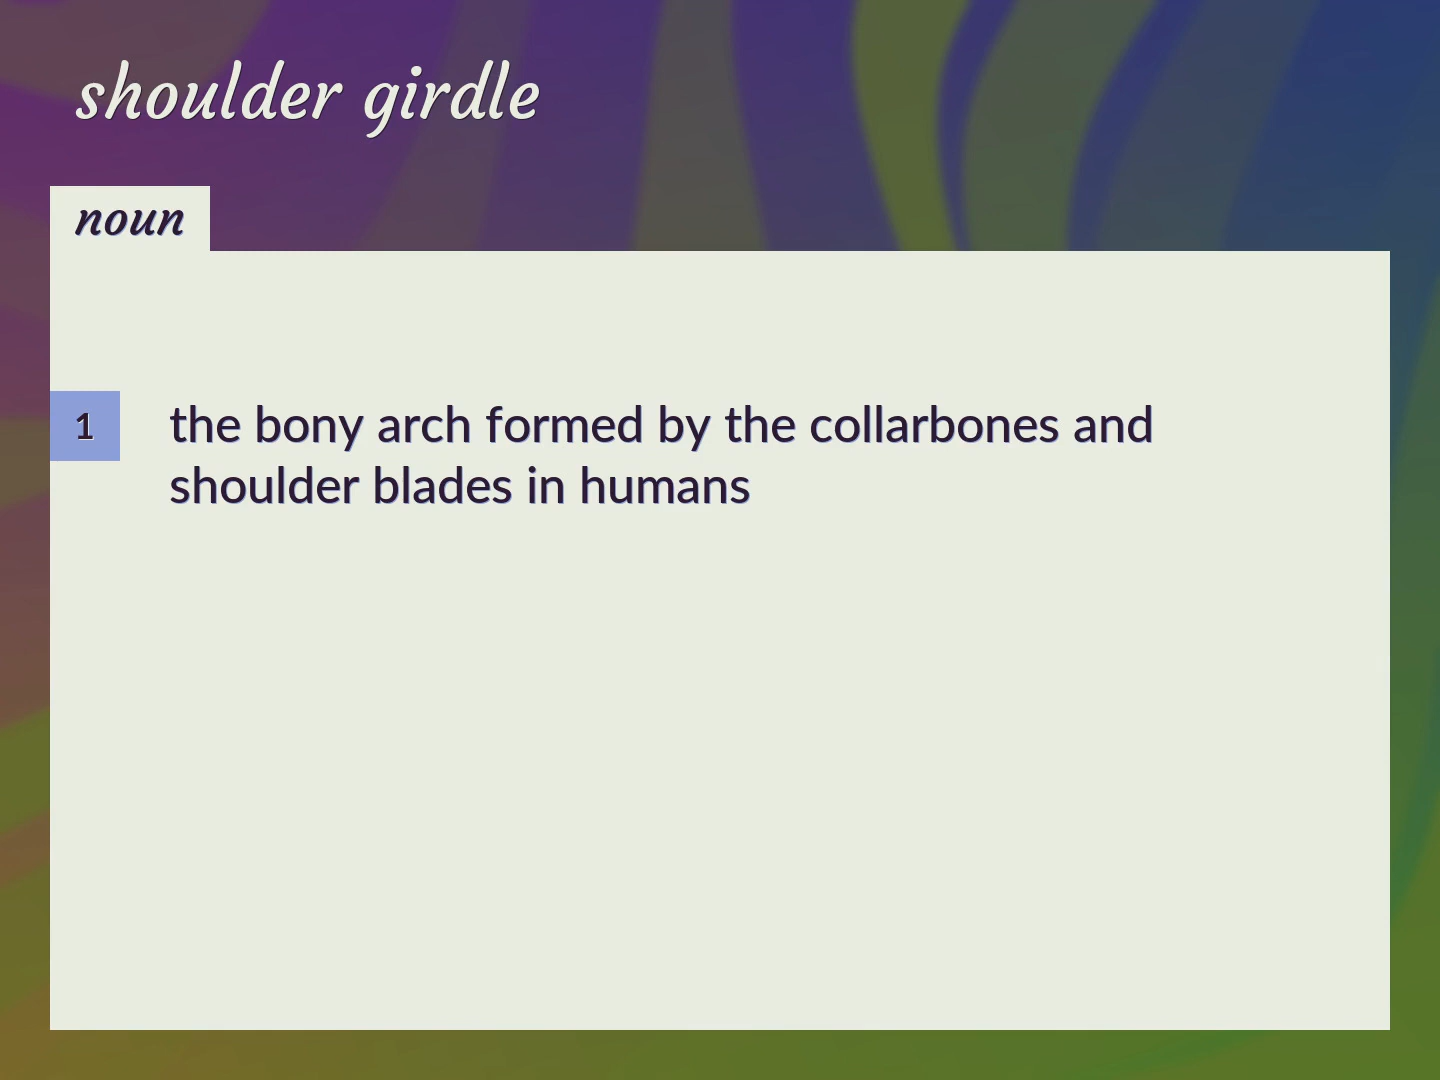 shoulder girdle
noun
1
the bony arch formed by the collarbones and
shoulder blades in humans